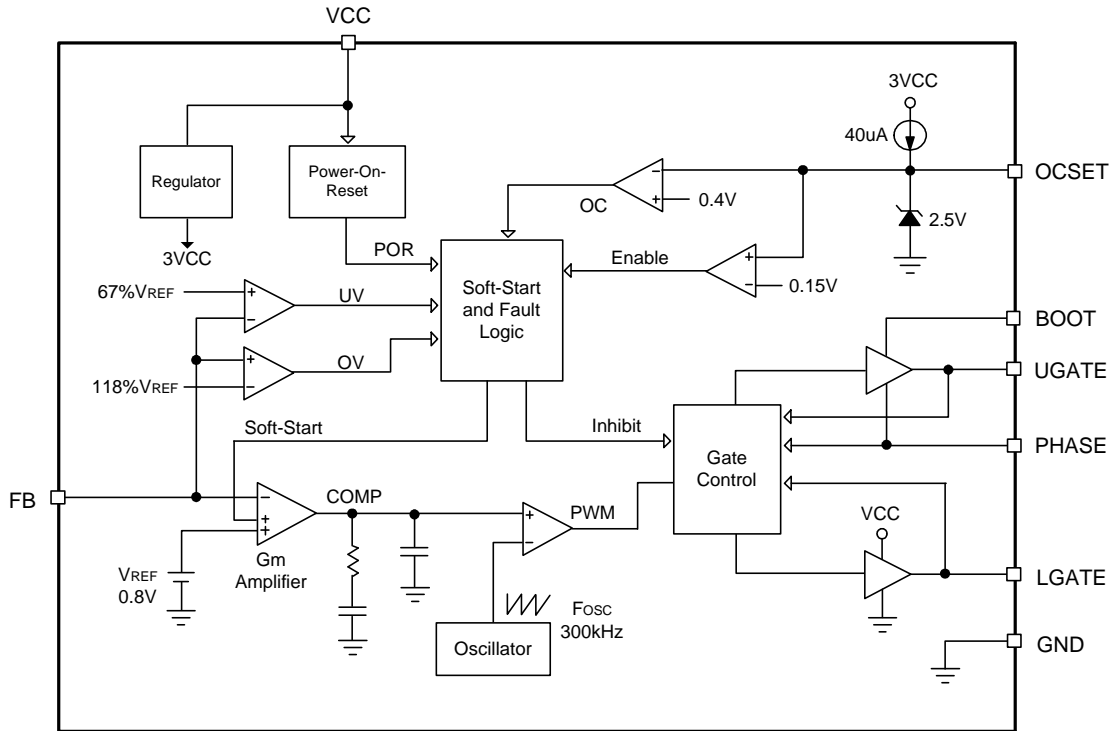 VCC
3VCC
40uA
Regulator
Power-On-
Reset
OCSET
−
+
0.4V
OC
2.5V
3VCC
POR
Enable
+
−
0.15V
67%VREF
+
−
UV
Soft-Start
and Fault
Logic
BOOT
118%VREF
+
−
OV
UGATE
Soft-Start
Inhibit
PHASE
Gate
Control
FB
−
+
+
COMP
+
−
PWM
VCC
Gm
Amplifier
VREF
0.8V
LGATE
FOSC
300kHz
Oscillator
GND